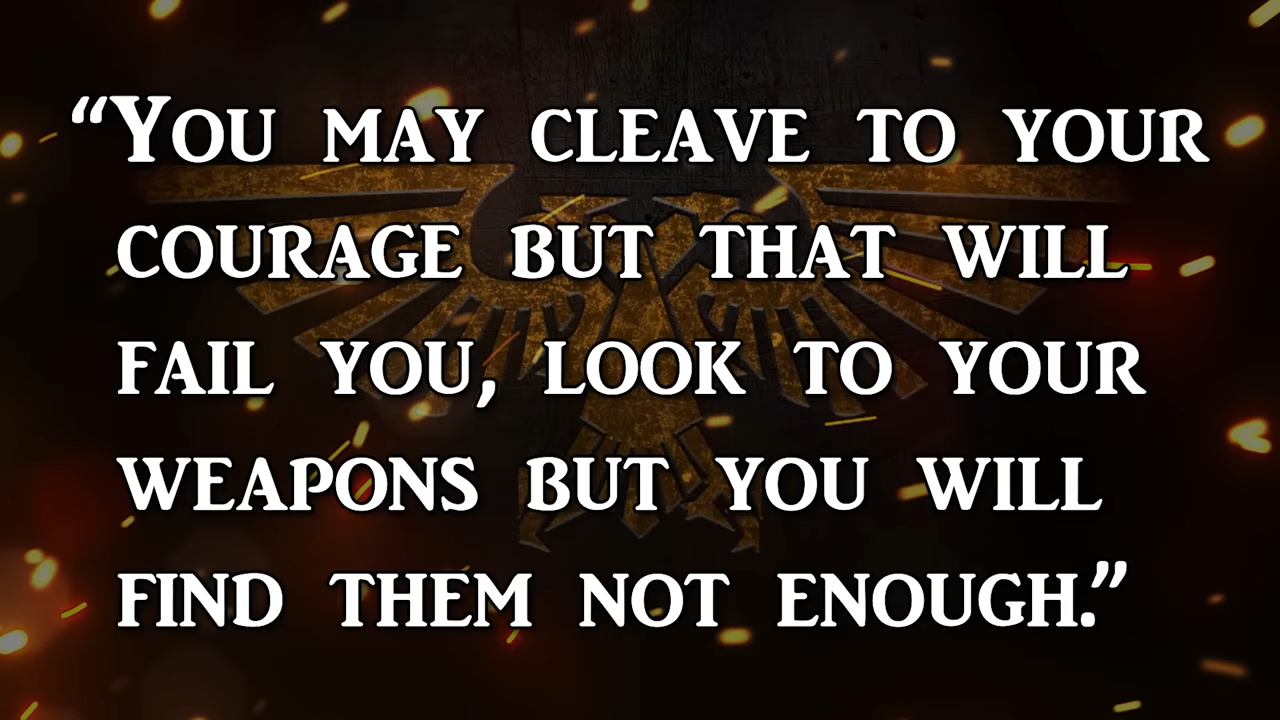 “You may cleave to your
courage but that will
fail you, look to your
weapons but you will
find them not enough.”